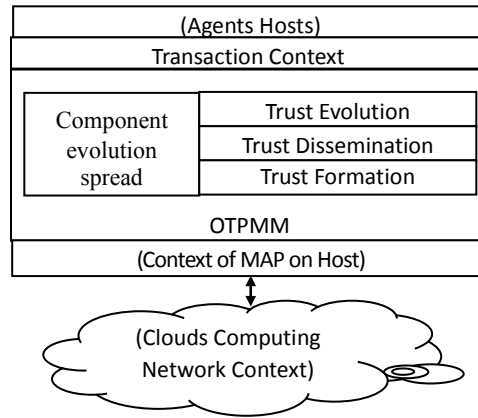 (Agents Hosts)
Transaction Context
Component
evolution
spread
Trust Evolution
Trust Dissemination
Trust Formation
OTPMM
(Context of MAP on Host)
(Clouds Computing
Network Context)